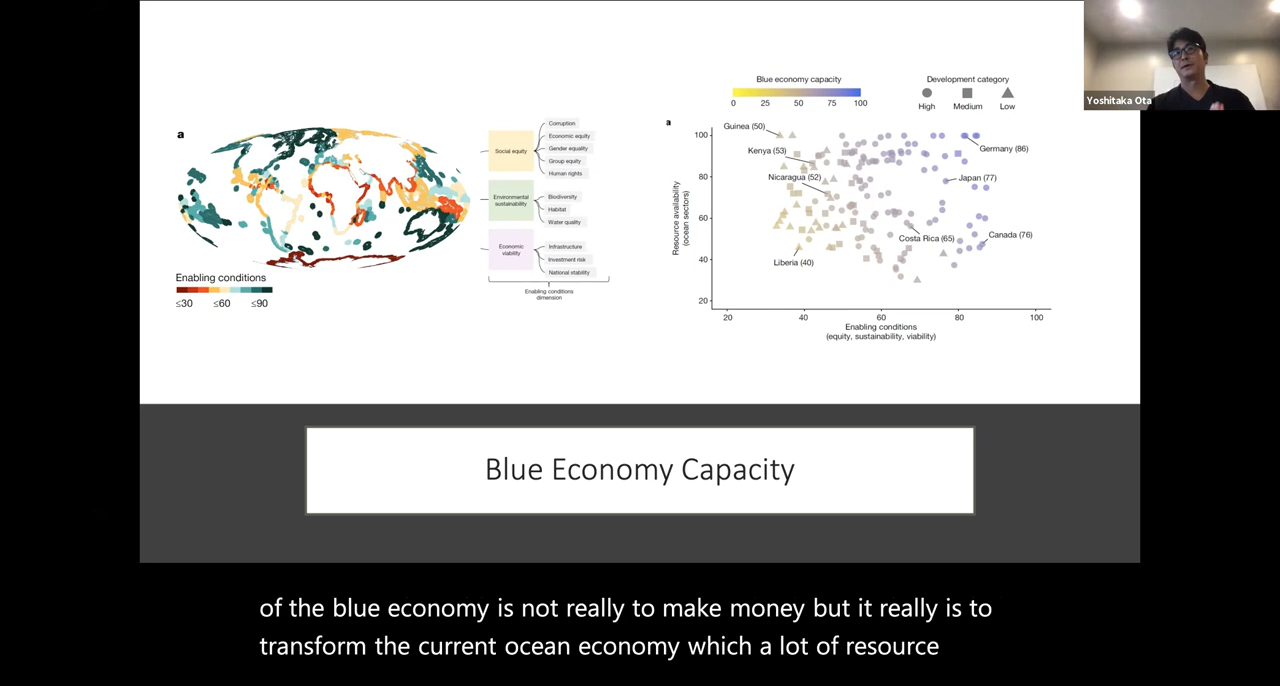 Yoshitaka Ota
a
Enabling conditions
≤30 ≤60 ≤90
Social equity
Corruption
Economic equity
Gender equality
Group equity
Human rights
Environmental
sustainability
Biodiversity
Habitat
Water quality
Economic
viability
Infrastructure
Investment risk
National stability
Enabling conditions
dimension
Blue economy capacity
0 25 50 75 100
Development category
High Medium Low
a
Resource availability
(ocean sectors)
100
80
60
40
20
Guinea (50)
Kenya (53)
Nicaragua (52)
Liberia (40)
Germany (86)
Japan (77)
Costa Rica (65)
Canada (76)
20 40 60 80 100
Enabling conditions
(equity, sustainability, viability)
Blue Economy Capacity
of the blue economy is not really to make money but it really is to
transform the current ocean economy which a lot of resource